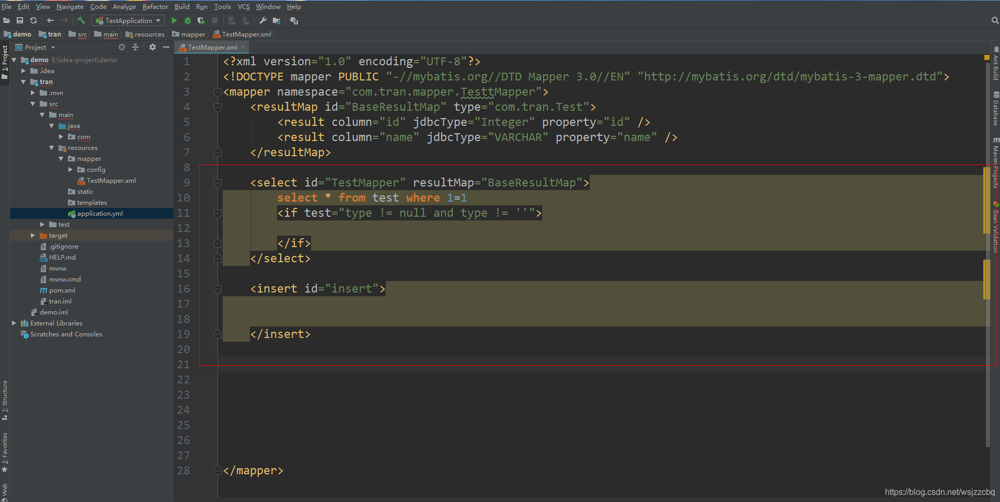 File Edit View Navigate Code Analyze Refactor Build Run Tools VCS Window Help
TestApplication
demo tran src main resources mapper TestMapper.xml
Project
TestMapper.xml
1: Project
demo E:\idea-project\demo
.idea
tran
.mvn
src
main
java
com
resources
mapper
config
TestMapper.xml
static
templates
application.yml
test
target
.gitignore
HELP.md
mvnw
mvnw.cmd
pom.xml
tran.iml
demo.iml
External Libraries
Scratches and Consoles
7: Structure
2: Favorites
Web
1 <?xml version="1.0" encoding="UTF-8"?>
2 <!DOCTYPE mapper PUBLIC "-//mybatis.org//DTD Mapper 3.0//EN" "http://mybatis.org/dtd/mybatis-3-mapper.dtd">
3 <mapper namespace="com.tran.mapper.TesttMapper">
4 <resultMap id="BaseResultMap" type="com.tran.Test">
5 <result column="id" jdbcType="Integer" property="id" />
6 <result column="name" jdbcType="VARCHAR" property="name" />
7 </resultMap>
8
9 <select id="TestMapper" resultMap="BaseResultMap">
10 select * from test where 1=1
11 <if test="type != null and type != ''">
12
13 </if>
14 </select>
15
16 <insert id="insert">
17
18
19 </insert>
20
21
22
23
24
25
26
27
28 </mapper>
Ant Build
Database
Maven Projects
Bean Validation
https://blog.csdn.net/wsjzzcbq